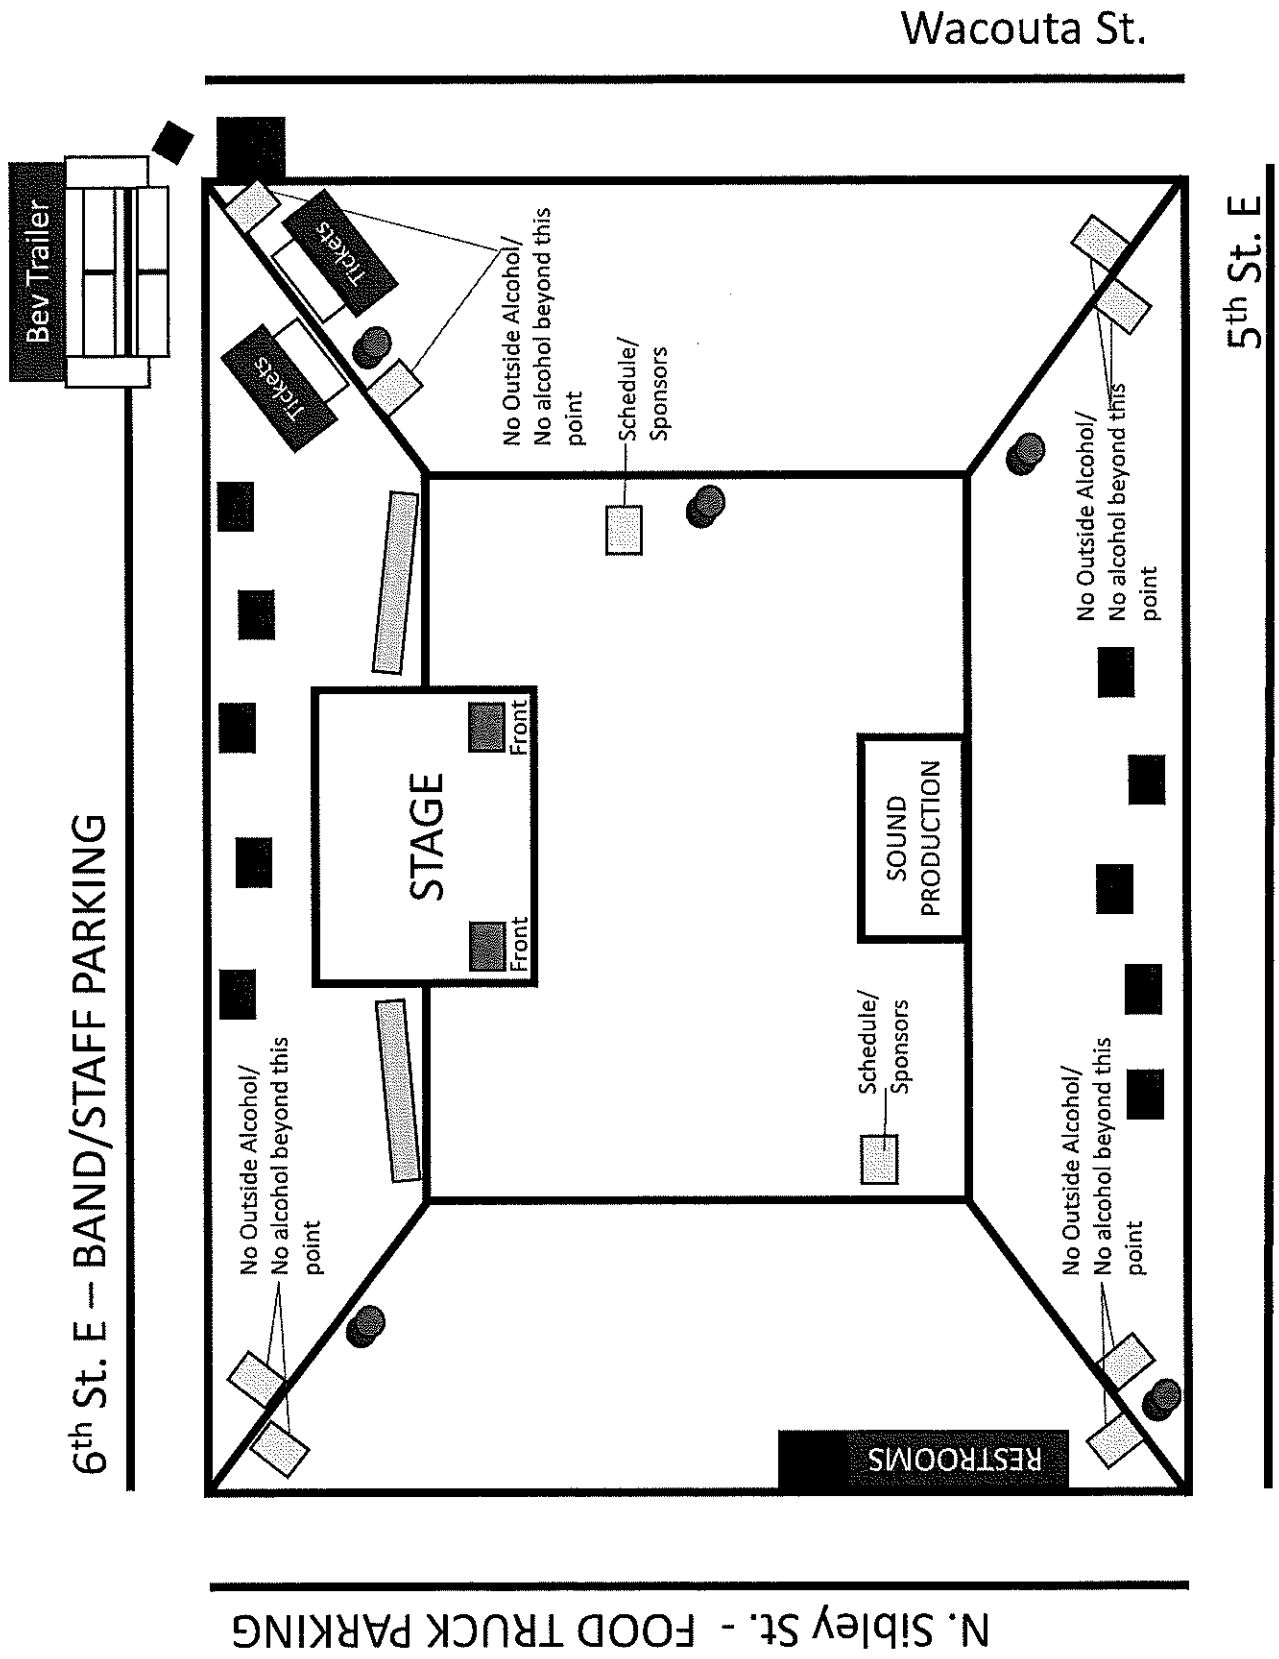 Wacouta St.
6th St. E – BAND/STAFF PARKING
Bev Trailer
Tickets
Tickets
No Outside Alcohol/
No alcohol beyond this
point
Schedule/
Sponsors
STAGE
Front
Front
No Outside Alcohol/
No alcohol beyond this
point
SOUND
PRODUCTION
Schedule/
Sponsors
No Outside Alcohol/
No alcohol beyond this
point
No Outside Alcohol/
No alcohol beyond this
point
RESTROOMS
5th St. E
N. Sibley St. - FOOD TRUCK PARKING